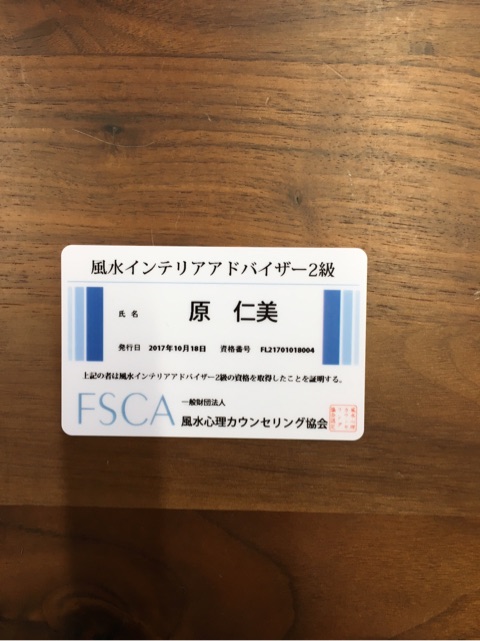 風水インテリアアドバイザー2級
氏 名 原 仁美
発行日 2017年10月18日 資格番号 FL21701018004
上記の者は風水インテリアアドバイザー2級の資格を取得したことを証明する。
FSCA
一般財団法人
風水心理カウンセリング協会